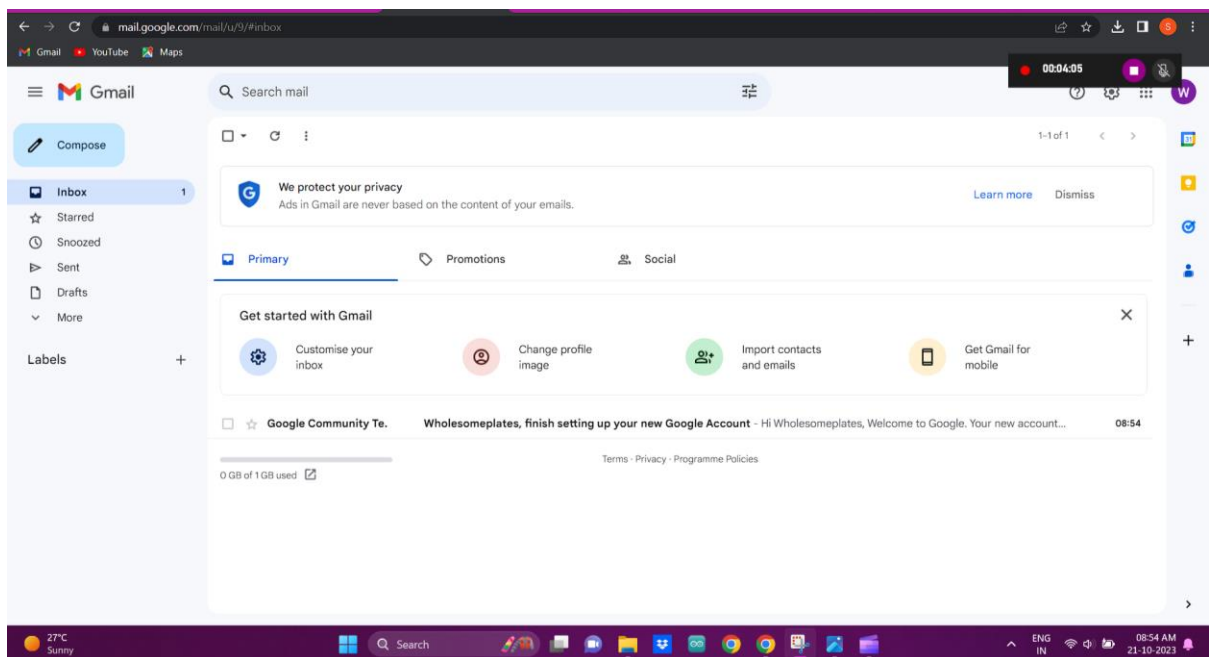 mail.google.com/mail/u/9/#inbox
S
Gmail YouTube Maps
00:04:05
Gmail
Search mail
W
Compose
1–1 of 1
31
Inbox 1
Starred
Snoozed
Sent
Drafts
More
Labels
G
We protect your privacy
Ads in Gmail are never based on the content of your emails.
Learn more Dismiss
Primary Promotions Social
Get started with Gmail
Customise your inbox
Change profile image
Import contacts and emails
Get Gmail for mobile
Google Community Te. Wholesomeplates, finish setting up your new Google Account - Hi Wholesomeplates, Welcome to Google. Your new account... 08:54
Terms · Privacy · Programme Policies
0 GB of 1 GB used
27°C
Sunny
Search
ENG
IN
08:54 AM
21-10-2023